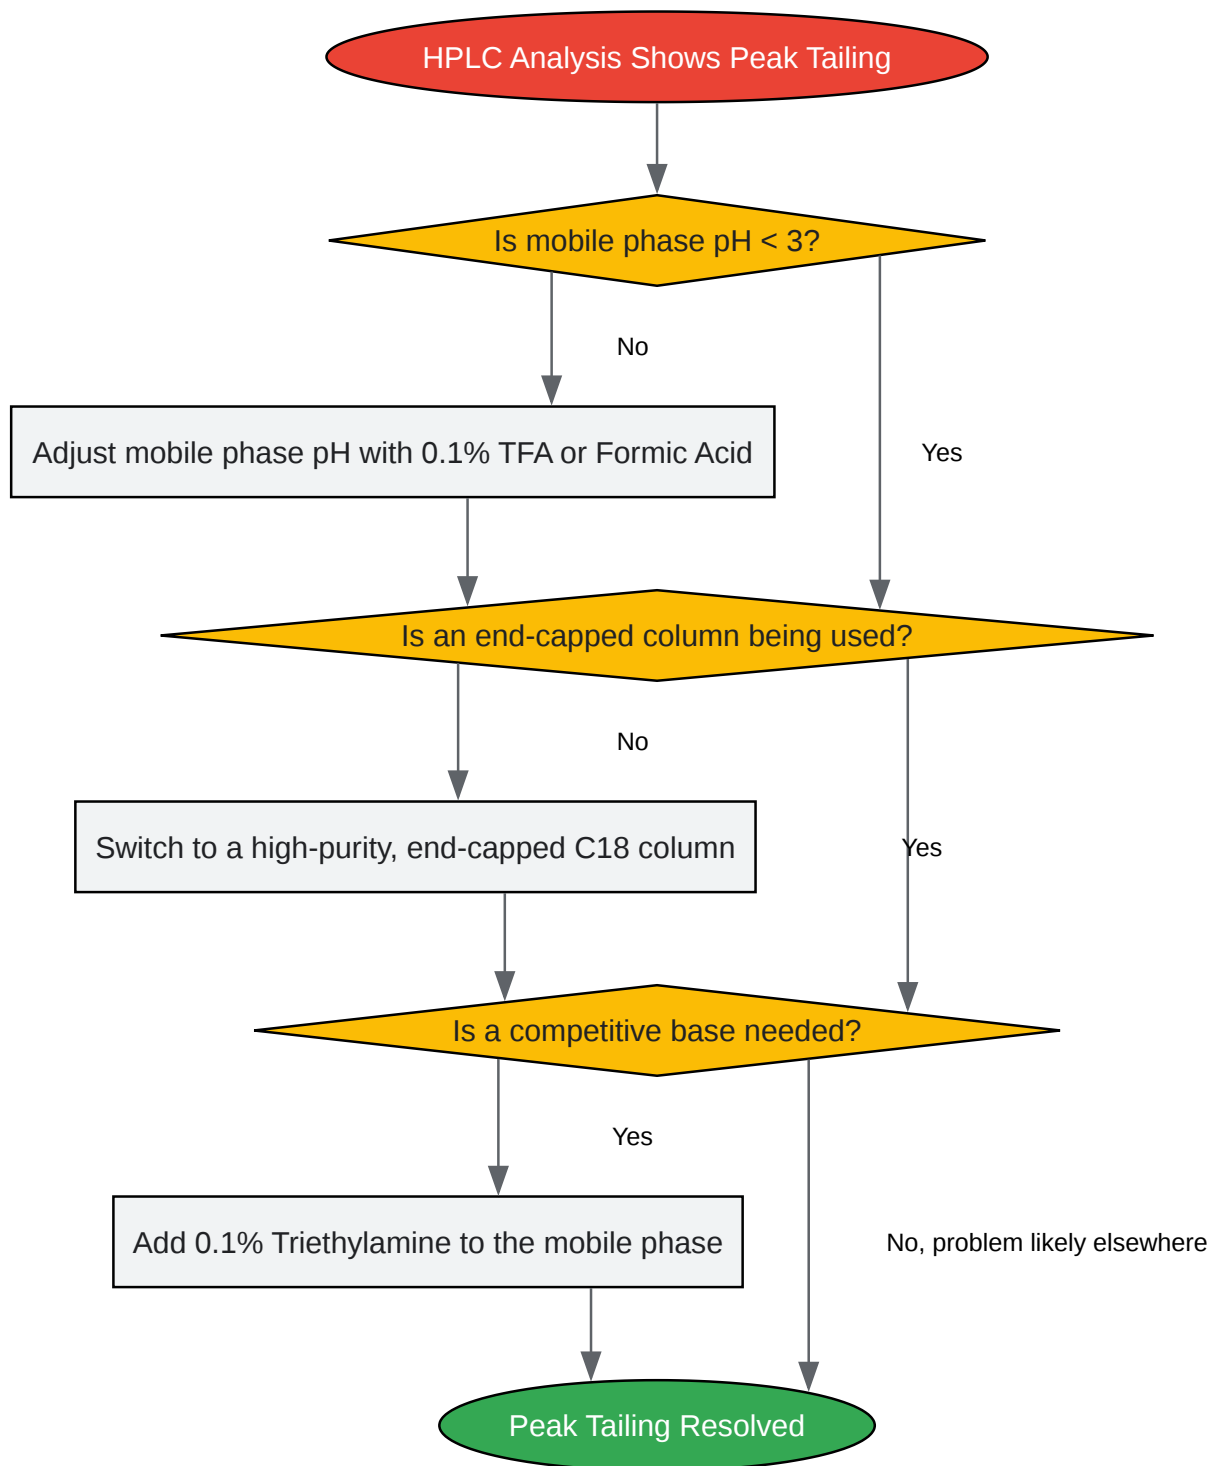 HPLC Analysis Shows Peak Tailing
Is mobile phase pH < 3?
No
Adjust mobile phase pH with 0.1% TFA or Formic Acid
Yes
Is an end-capped column being used?
No
Switch to a high-purity, end-capped C18 column
Yes
Is a competitive base needed?
Yes
Add 0.1% Triethylamine to the mobile phase
No, problem likely elsewhere
Peak Tailing Resolved